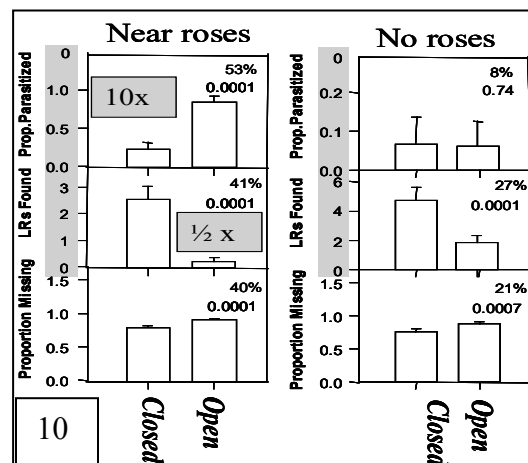 Near roses
No roses
Prop.Parasitized
0
1.0
0.5
0.0
10x
53%
0.0001
LRs Found
3
2
1
0
41%
0.0001
½ x
Proportion Missing
1.5
1.0
0.5
0.0
40%
0.0001
Closed
Open
Prop.Parasitized
0
0.2
0.1
0.0
8%
0.74
LRs Found
6
4
2
0
27%
0.0001
Proportion Missing
1.5
1.0
0.5
0.0
21%
0.0007
Closed
Open
10